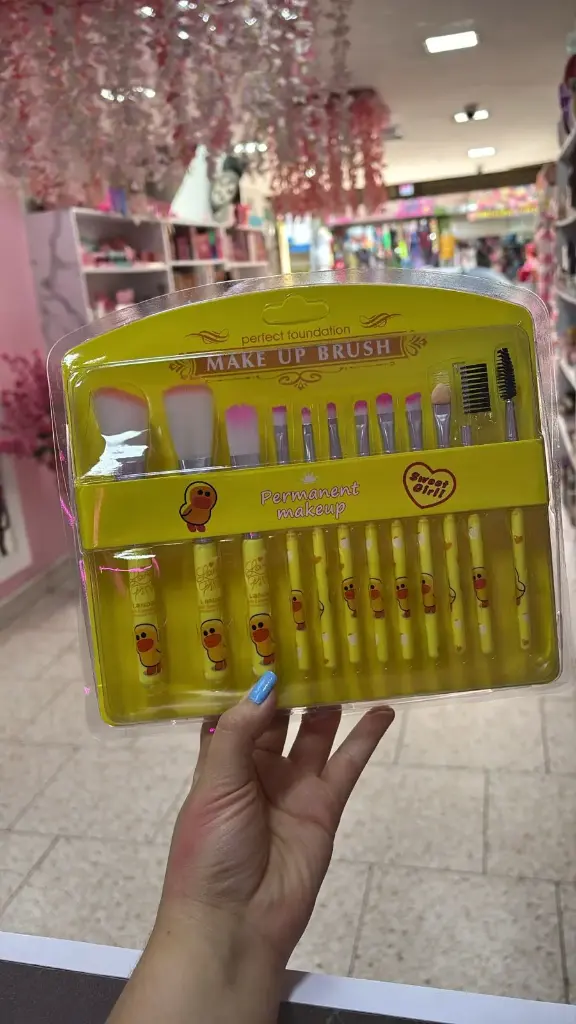 perfect foundation
MAKE UP BRUSH
Permanent
makeup
Sweet
Girl!